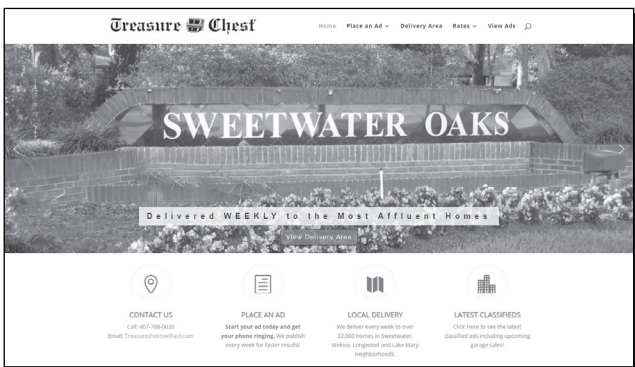 Treasure Chest
Home Place an Ad Delivery Area Rates View Ads
SWEETWATER OAKS
Delivered WEEKLY to the Most Affluent Homes
View Delivery Area
CONTACT US
Call: 407-788-0020
Email: Treasurechestsw@aol.com
PLACE AN AD
Start your ad today and get
your phone ringing. We publish
every week for faster results!
LOCAL DELIVERY
We deliver every week to over
22,000 homes in Sweetwater,
Wekiva, Longwood and Lake Mary
neighborhoods.
LATEST CLASSIFIEDS
Click Here to see the latest
classified ads including upcoming
garage sales!